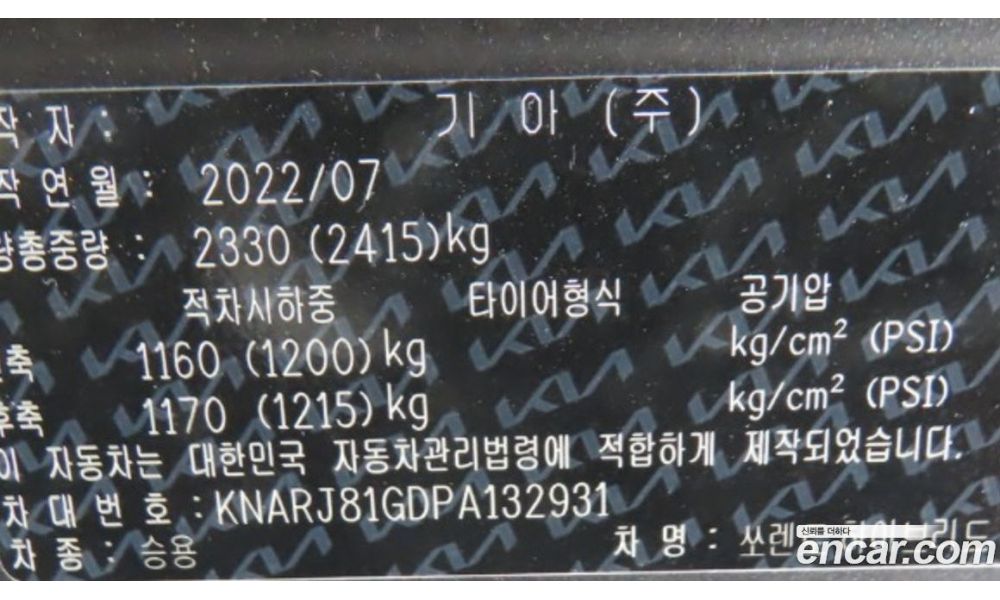 작 자 : 기 아 (주)
작 연 월 : 2022/07
량총중량 : 2330 (2415)kg
적차시하중 타이어형식 공기압
축 1160 (1200)kg kg/cm² (PSI)
후축 1170 (1215)kg kg/cm² (PSI)
이 자동차는 대한민국 자동차관리법령에 적합하게 제작되었습니다.
차 대 번 호 : KNARJ81GDPA132931
차 종 : 승용 차 명 : 쏘렌
신뢰를 더하다
encar.com